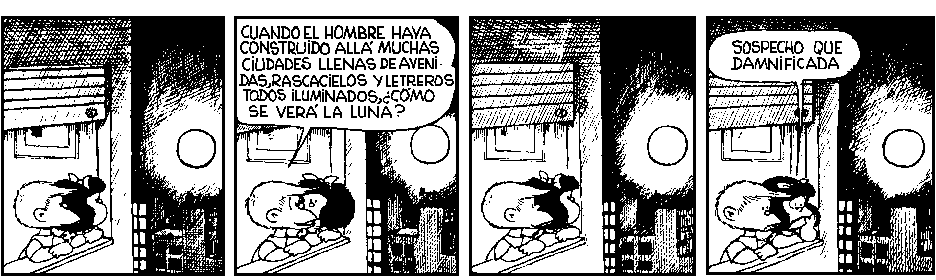 CUANDO EL HOMBRE HAYA
CONSTRUIDO ALLÁ MUCHAS
CIUDADES LLENAS DE AVENI-
DAS, RASCACIELOS Y LETREROS
TODOS ILUMINADOS, ¿CÓMO
SE VERÁ LA LUNA?
SOSPECHO QUE
DAMNIFICADA